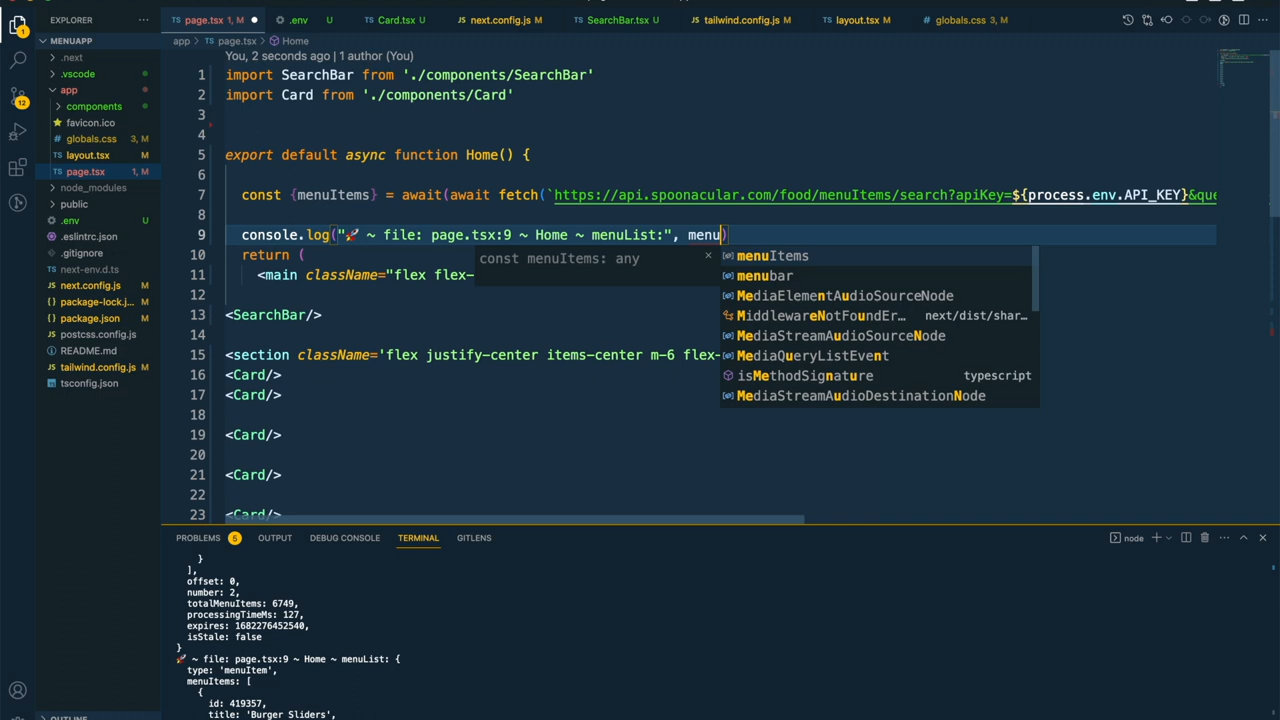 EXPLORER
MENUAPP
.next
.vscode
app
components
favicon.ico
globals.css 3, M
layout.tsx M
page.tsx 1, M
node_modules
public
.env U
.eslintrc.json
.gitignore
next-env.d.ts
next.config.js M
package-lock.j... M
package.json M
postcss.config.js
README.md
tailwind.config.js M
tsconfig.json
OUTLINE
1
12
TS page.tsx 1, M
.env U
TS Card.tsx U
TS next.config.js M
TS SearchBar.tsx U
TS tailwind.config.js M
TS layout.tsx M
# globals.css 3, M
app > TS page.tsx > Home
You, 2 seconds ago | 1 author (You)
1 import SearchBar from './components/SearchBar'
2 import Card from './components/Card'
3
4
5 export default async function Home() {
6
7 const {menuItems} = await(await fetch(`https://api.spoonacular.com/food/menuItems/search?apiKey=${process.env.API_KEY}&que
8
9 console.log("🚀 ~ file: page.tsx:9 ~ Home ~ menuList:", menu)
10 return (
11 <main className="flex flex-
12
13 <SearchBar/>
14
15 <section className='flex justify-center items-center m-6 flex-
16 <Card/>
17 <Card/>
18
19 <Card/>
20
21 <Card/>
22
23 <Card/>
const menuItems: any
menuItems
menubar
MediaElementAudioSourceNode
MiddlewareNotFoundEr... next/dist/shar...
MediaStreamAudioSourceNode
MediaQueryListEvent
isMethodSignature typescript
MediaStreamAudioDestinationNode
PROBLEMS 5 OUTPUT DEBUG CONSOLE TERMINAL GITLENS
node
}
],
offset: 0,
number: 2,
totalMenuItems: 6749,
processingTimeMs: 127,
expires: 1682276452540,
isStale: false
}
🚀 ~ file: page.tsx:9 ~ Home ~ menuList: {
type: 'menuItem',
menuItems: [
{
id: 419357,
title: 'Burger Sliders',